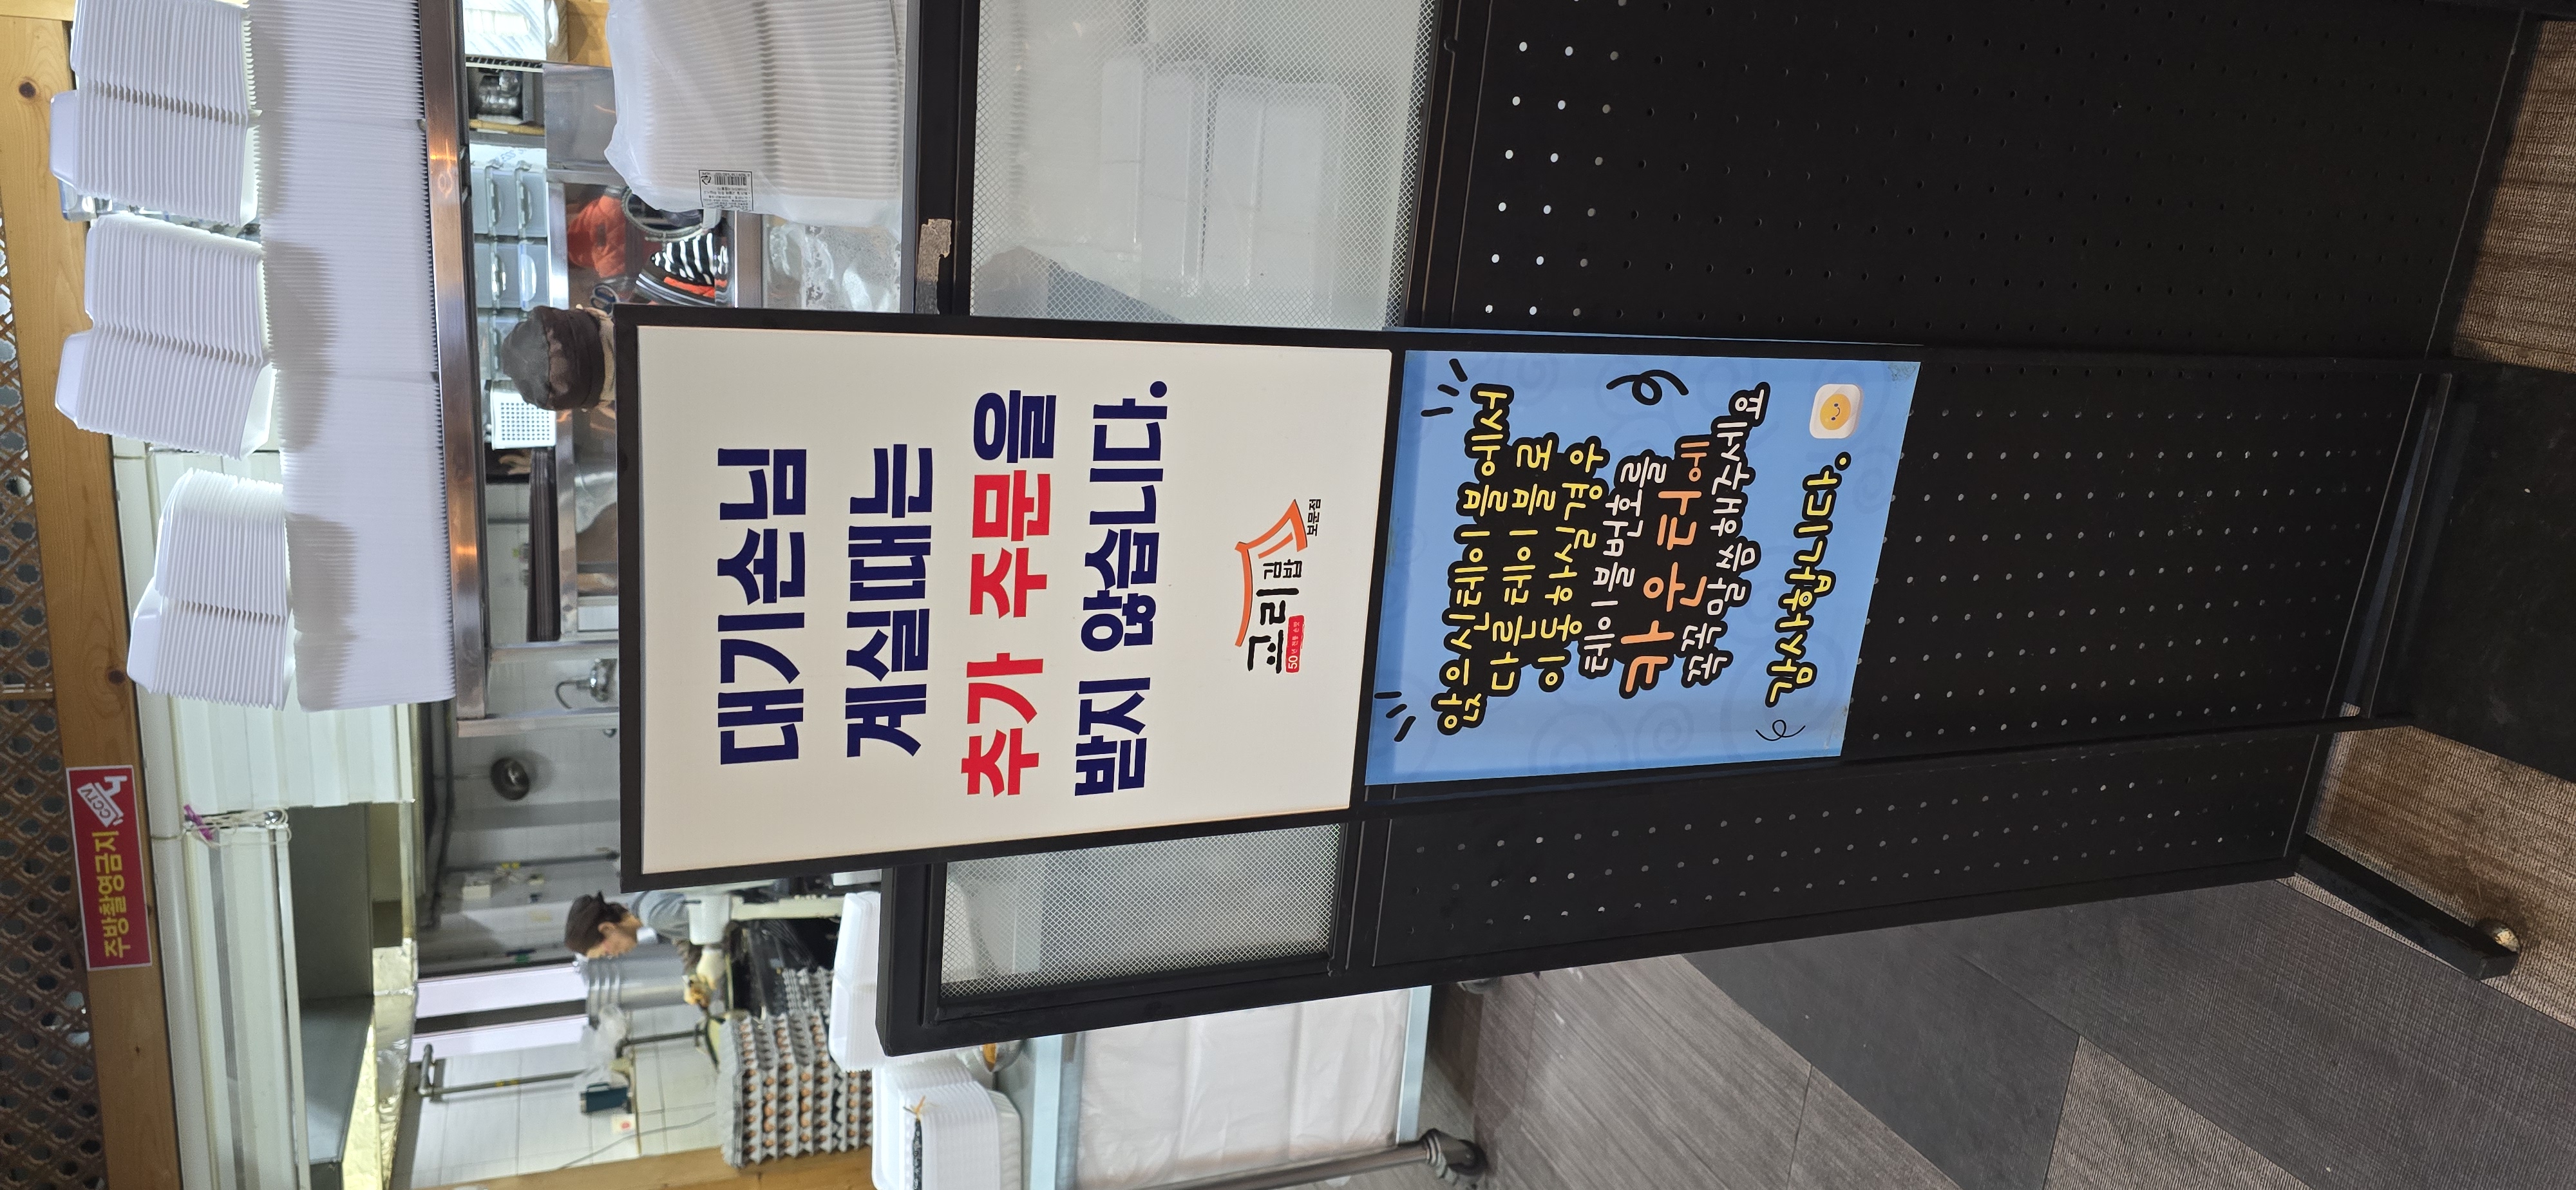 주방촬영금지
CCTV
대기손님
계실때는
추가 주문을
받지 않습니다.
교리
김밥
보문점
앉으신테이블에서
다른테이블로
이동하실경우
테이블번호를
카운터에
꼭꼭말씀해주세요
감사합니다.